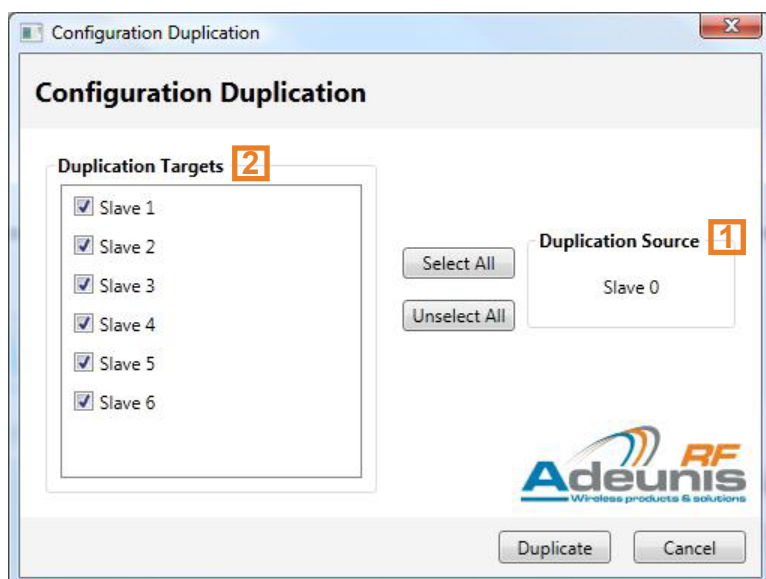 Configuration Duplication
X
Configuration Duplication
Duplication Targets 2
Slave 1
Slave 2
Slave 3
Slave 4
Slave 5
Slave 6
Select All
Unselect All
Duplication Source 1
Slave 0
Adeunis RF
Wireless products & solutions
Duplicate
Cancel